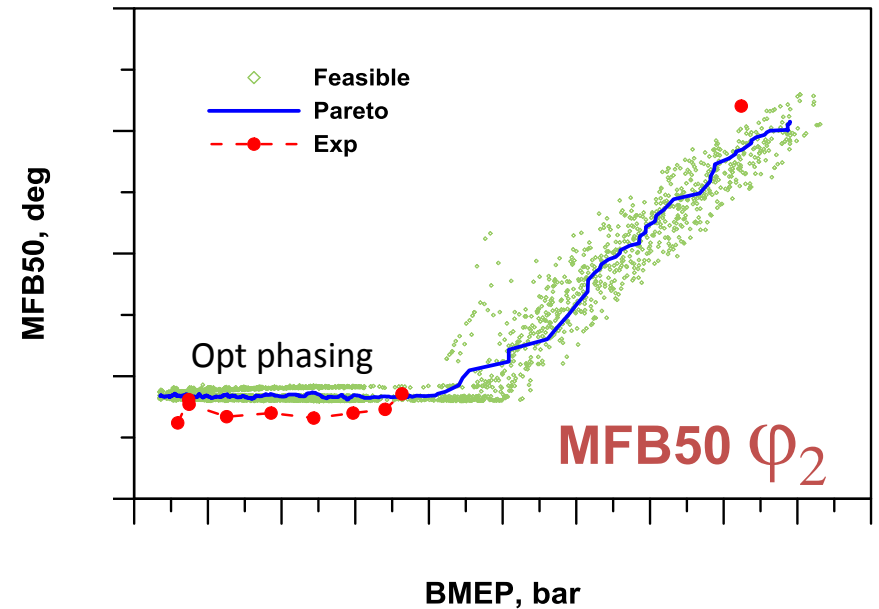 Feasible
Pareto
Exp
MFB50, deg
Opt phasing
MFB50 φ2
BMEP, bar